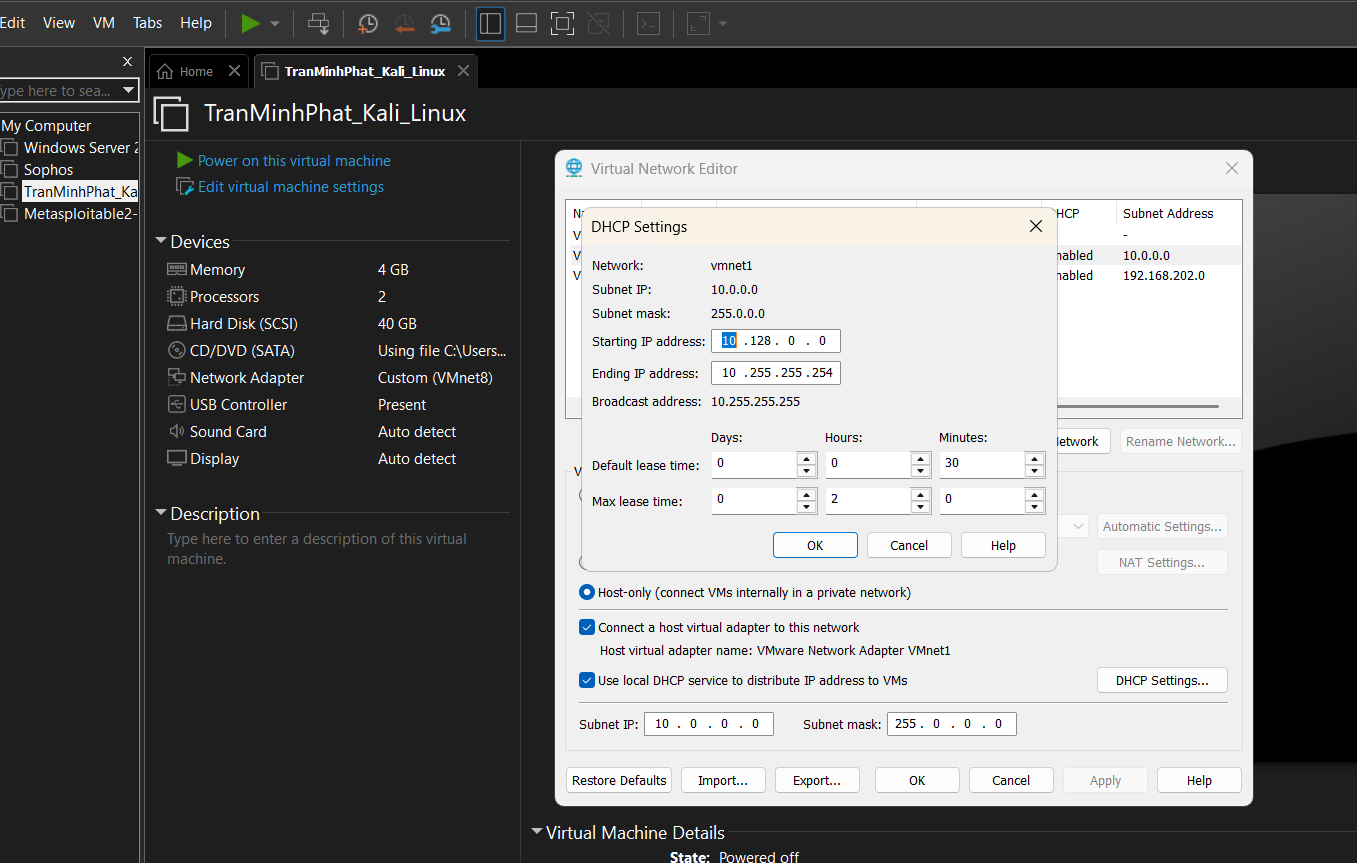 Edit View VM Tabs Help
Type here to sea...
Home
TranMinhPhat_Kali_Linux
My Computer
Windows Server 2
Sophos
TranMinhPhat_Ka
Metasploitable2-
TranMinhPhat_Kali_Linux
Power on this virtual machine
Edit virtual machine settings
Devices
Memory 4 GB
Processors 2
Hard Disk (SCSI) 40 GB
CD/DVD (SATA) Using file C:\Users...
Network Adapter Custom (VMnet8)
USB Controller Present
Sound Card Auto detect
Display Auto detect
Description
Type here to enter a description of this virtual
machine.
Virtual Network Editor
HCP Subnet Address
-
nabled 10.0.0.0
nabled 192.168.202.0
DHCP Settings
Network: vmnet1
Subnet IP: 10.0.0.0
Subnet mask: 255.0.0.0
Starting IP address: 10 . 128 . 0 . 0
Ending IP address: 10 . 255 . 255 . 254
Broadcast address: 10.255.255.255
Days: Hours: Minutes:
Default lease time: 0 0 30
Max lease time: 0 2 0
OK Cancel Help
etwork Rename Network...
Automatic Settings...
NAT Settings...
Host-only (connect VMs internally in a private network)
Connect a host virtual adapter to this network
Host virtual adapter name: VMware Network Adapter VMnet1
Use local DHCP service to distribute IP address to VMs DHCP Settings...
Subnet IP: 10 . 0 . 0 . 0 Subnet mask: 255 . 0 . 0 . 0
Restore Defaults Import... Export... OK Cancel Apply Help
Virtual Machine Details
State: Powered off